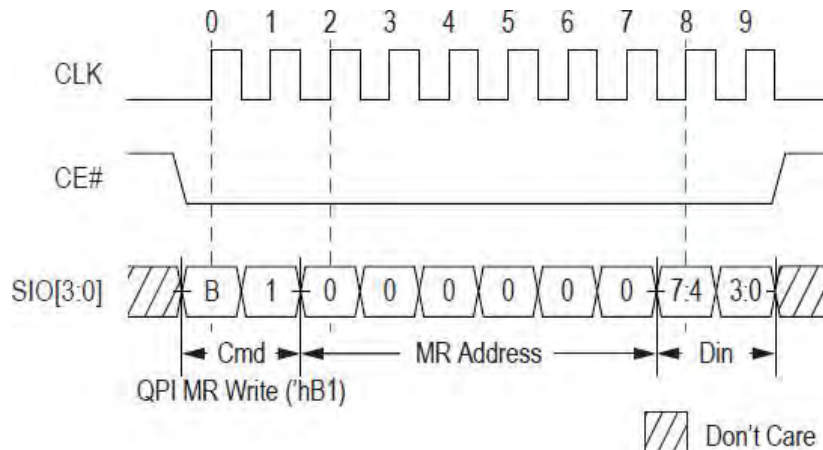 0 1 2 3 4 5 6 7 8 9
CLK
CE#
SIO[3:0] B 1 0 0 0 0 0 0 7:4 3:0
Cmd MR Address Din
QPI MR Write ('hB1)
Don't Care